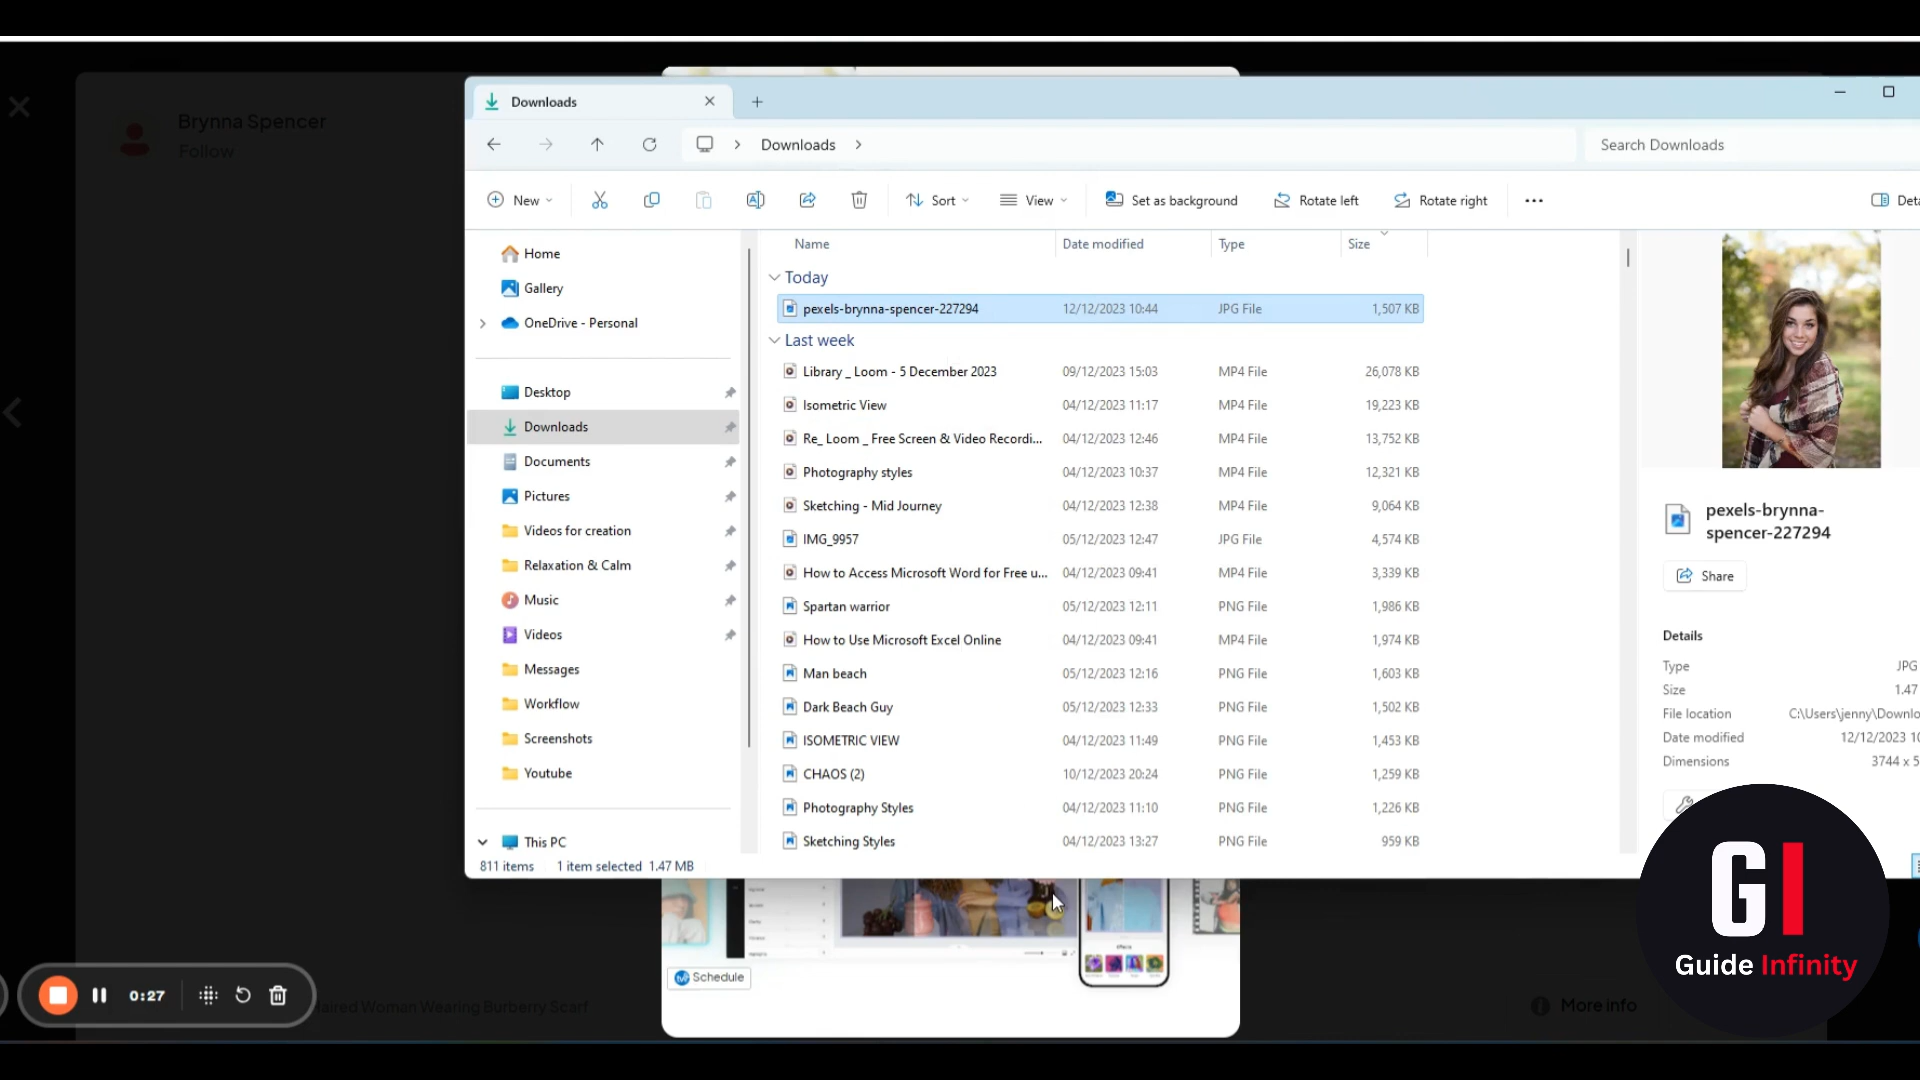 Brynna Spencer
Follow
Downloads
Downloads
Search Downloads
New
Sort
View
Set as background
Rotate left
Rotate right
Name Date modified Type Size
Home
Gallery
OneDrive - Personal
Desktop
Downloads
Documents
Pictures
Videos for creation
Relaxation & Calm
Music
Videos
Messages
Workflow
Screenshots
Youtube
This PC
Today
pexels-brynna-spencer-227294 12/12/2023 10:44 JPG File 1,507 KB
Last week
Library _ Loom - 5 December 2023 09/12/2023 15:03 MP4 File 26,078 KB
Isometric View 04/12/2023 11:17 MP4 File 19,223 KB
Re_ Loom _ Free Screen & Video Recordi... 04/12/2023 12:46 MP4 File 13,752 KB
Photography styles 04/12/2023 10:37 MP4 File 12,321 KB
Sketching - Mid Journey 04/12/2023 12:38 MP4 File 9,064 KB
IMG_9957 05/12/2023 12:47 JPG File 4,574 KB
How to Access Microsoft Word for Free u... 04/12/2023 09:41 MP4 File 3,339 KB
Spartan warrior 05/12/2023 12:11 PNG File 1,986 KB
How to Use Microsoft Excel Online 04/12/2023 09:41 MP4 File 1,974 KB
Man beach 05/12/2023 12:16 PNG File 1,603 KB
Dark Beach Guy 05/12/2023 12:33 PNG File 1,502 KB
ISOMETRIC VIEW 04/12/2023 11:49 PNG File 1,453 KB
CHAOS (2) 10/12/2023 20:24 PNG File 1,259 KB
Photography Styles 04/12/2023 11:10 PNG File 1,226 KB
Sketching Styles 04/12/2023 13:27 PNG File 959 KB
811 items 1 item selected 1.47 MB
pexels-brynna-
spencer-227294
Share
Details
Type JPG
Size 1.47
File location C:\Users\jenny\Downlo
Date modified 12/12/2023 10
Dimensions 3744 x 5
GI
Guide Infinity
Schedule
0:27
aired Woman Wearing Burberry Scarf
More info